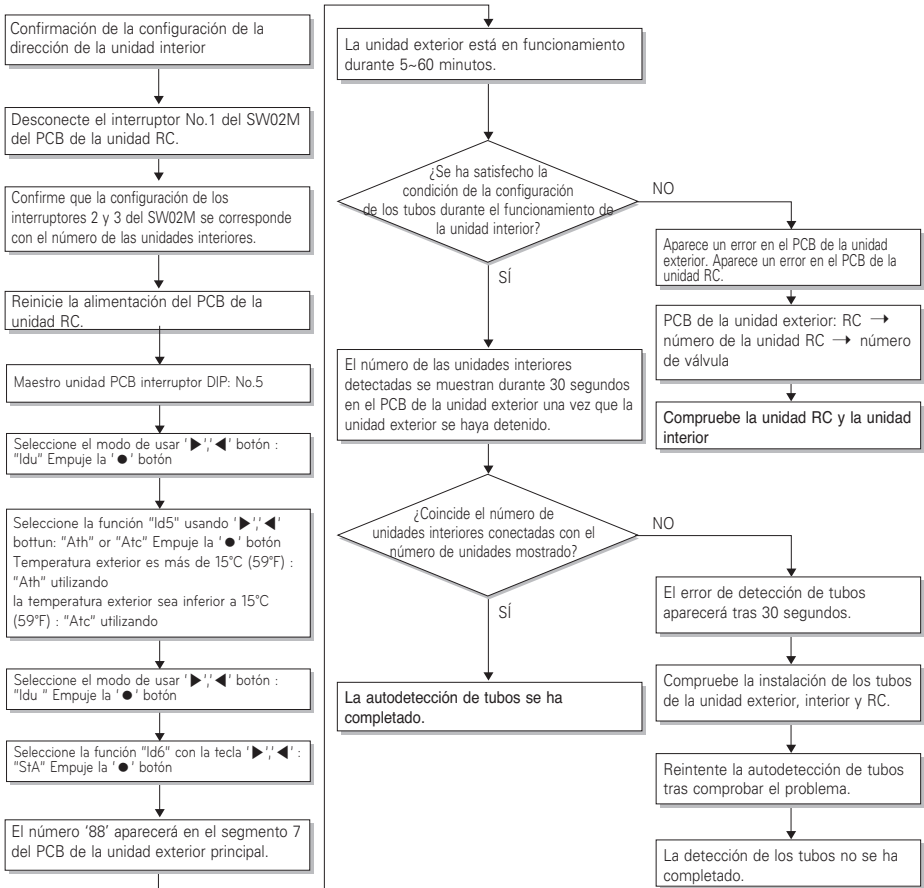 Confirmación de la configuración de la
dirección de la unidad interior
Desconecte el interruptor No.1 del SW02M
del PCB de la unidad RC.
Confirme que la configuración de los
interruptores 2 y 3 del SW02M se corresponde
con el número de las unidades interiores.
Reinicie la alimentación del PCB de la
unidad RC.
Maestro unidad PCB interruptor DIP: No.5
Seleccione el modo de usar '▶','◀' botón :
"Idu" Empuje la '●' botón
Seleccione la función "Id5" usando '▶','◀'
bottun: "Ath" or "Atc" Empuje la '●' botón
Temperatura exterior es más de 15°C (59°F) :
"Ath" utilizando
la temperatura exterior sea inferior a 15°C
(59°F) : "Atc" utilizando
Seleccione el modo de usar '▶','◀' botón :
"Idu " Empuje la '●' botón
Seleccione la función "Id6" con la tecla '▶','◀' :
"StA" Empuje la '●' botón
El número '88' aparecerá en el segmento 7
del PCB de la unidad exterior principal.
La unidad exterior está en funcionamiento
durante 5~60 minutos.
¿Se ha satisfecho la
condición de la configuración
de los tubos durante el funcionamiento de
la unidad interior?
NO
SÍ
Aparece un error en el PCB de la unidad
exterior. Aparece un error en el PCB de la
unidad RC.
PCB de la unidad exterior: RC →
número de la unidad RC → número
de válvula
Compruebe la unidad RC y la unidad
interior
El número de las unidades interiores
detectadas se muestran durante 30 segundos
en el PCB de la unidad exterior una vez que la
unidad exterior se haya detenido.
¿Coincide el número de
unidades interiores conectadas con el
número de unidades mostrado?
NO
SÍ
La autodetección de tubos se ha
completado.
El error de detección de tubos
aparecerá tras 30 segundos.
Compruebe la instalación de los tubos
de la unidad exterior, interior y RC.
Reintente la autodetección de tubos
tras comprobar el problema.
La detección de los tubos no se ha
completado.